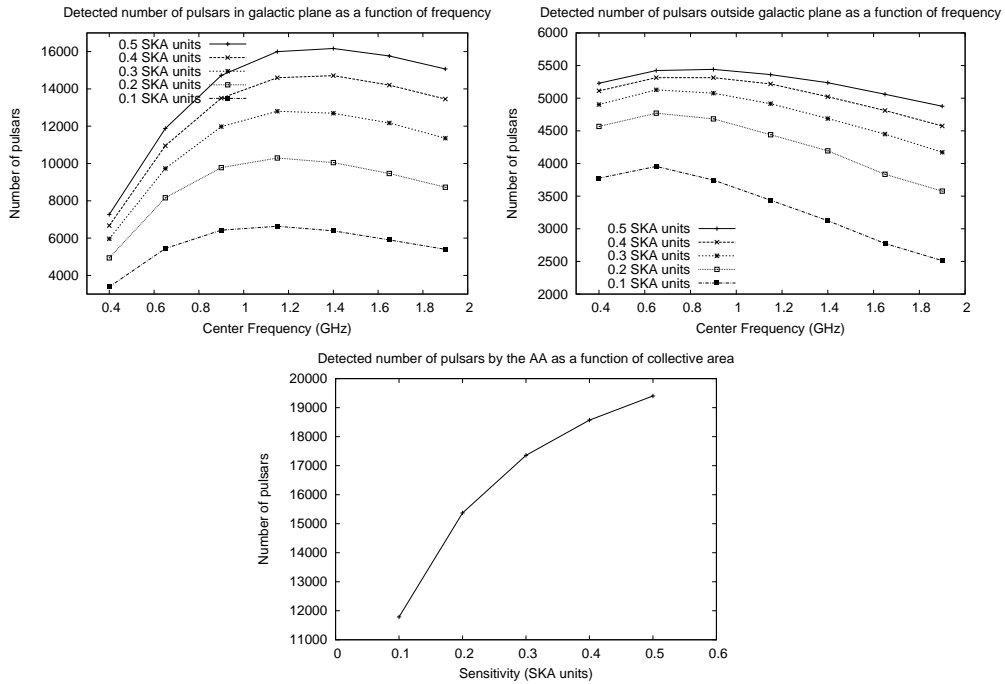 Detected number of pulsars in galactic plane as a function of frequency
Number of pulsars
16000
14000
12000
10000
8000
6000
4000
0.5 SKA units
0.4 SKA units
0.3 SKA units
0.2 SKA units
0.1 SKA units
0.4 0.6 0.8 1 1.2 1.4 1.6 1.8 2
Center Frequency (GHz)
Detected number of pulsars outside galactic plane as a function of frequency
Number of pulsars
6000
5500
5000
4500
4000
3500
3000
2500
2000
0.5 SKA units
0.4 SKA units
0.3 SKA units
0.2 SKA units
0.1 SKA units
0.4 0.6 0.8 1 1.2 1.4 1.6 1.8 2
Center Frequency (GHz)
Detected number of pulsars by the AA as a function of collective area
Number of pulsars
20000
19000
18000
17000
16000
15000
14000
13000
12000
11000
0 0.1 0.2 0.3 0.4 0.5 0.6
Sensitivity (SKA units)